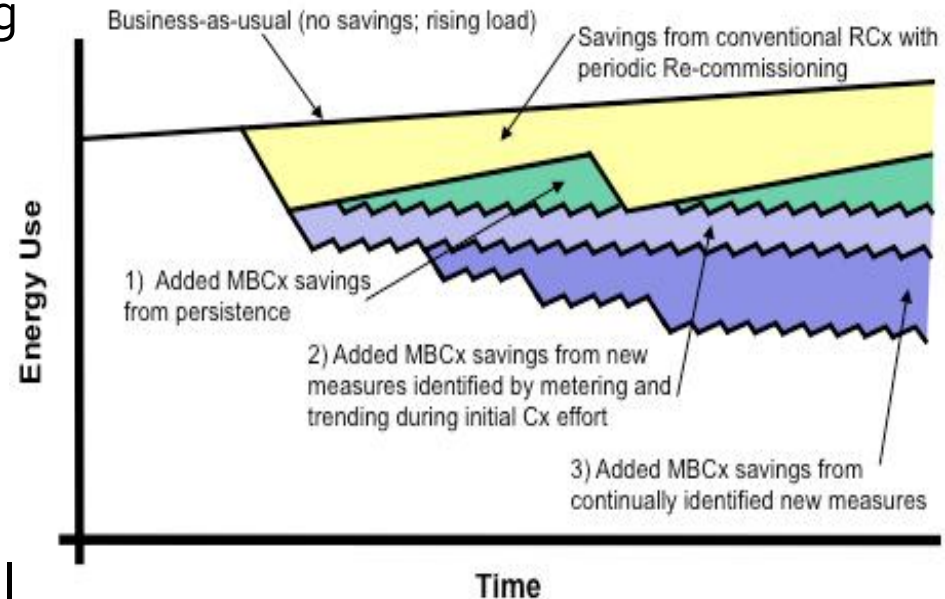 g
Business-as-usual (no savings; rising load)
Savings from conventional RCx with
periodic Re-commissioning
Energy Use
1) Added MBCx savings
from persistence
2) Added MBCx savings from new
measures identified by metering and
trending during initial Cx effort
3) Added MBCx savings from
continually identified new measures
Time